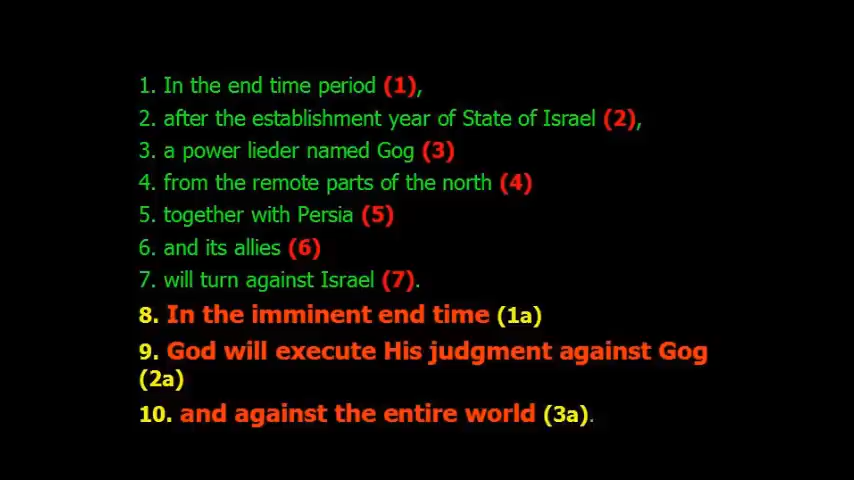 1. In the end time period (1),
2. after the establishment year of State of Israel (2),
3. a power lieder named Gog (3)
4. from the remote parts of the north (4)
5. together with Persia (5)
6. and its allies (6)
7. will turn against Israel (7).
8. In the imminent end time (1a)
9. God will execute His judgment against Gog
(2a)
10. and against the entire world (3a).